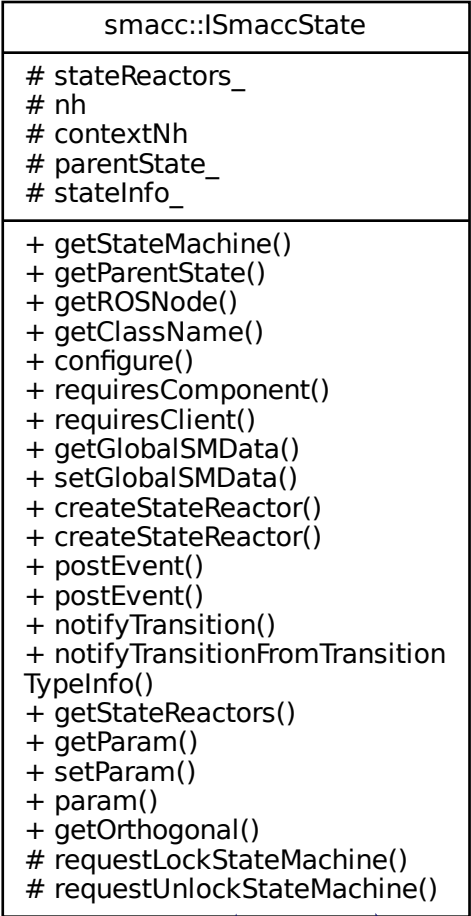 smacc::ISmaccState
# stateReactors_
# nh
# contextNh
# parentState_
# stateInfo_
+ getStateMachine()
+ getParentState()
+ getROSNode()
+ getClassName()
+ configure()
+ requiresComponent()
+ requiresClient()
+ getGlobalSMData()
+ setGlobalSMData()
+ createStateReactor()
+ createStateReactor()
+ postEvent()
+ postEvent()
+ notifyTransition()
+ notifyTransitionFromTransition
TypeInfo()
+ getStateReactors()
+ getParam()
+ setParam()
+ param()
+ getOrthogonal()
# requestLockStateMachine()
# requestUnlockStateMachine()